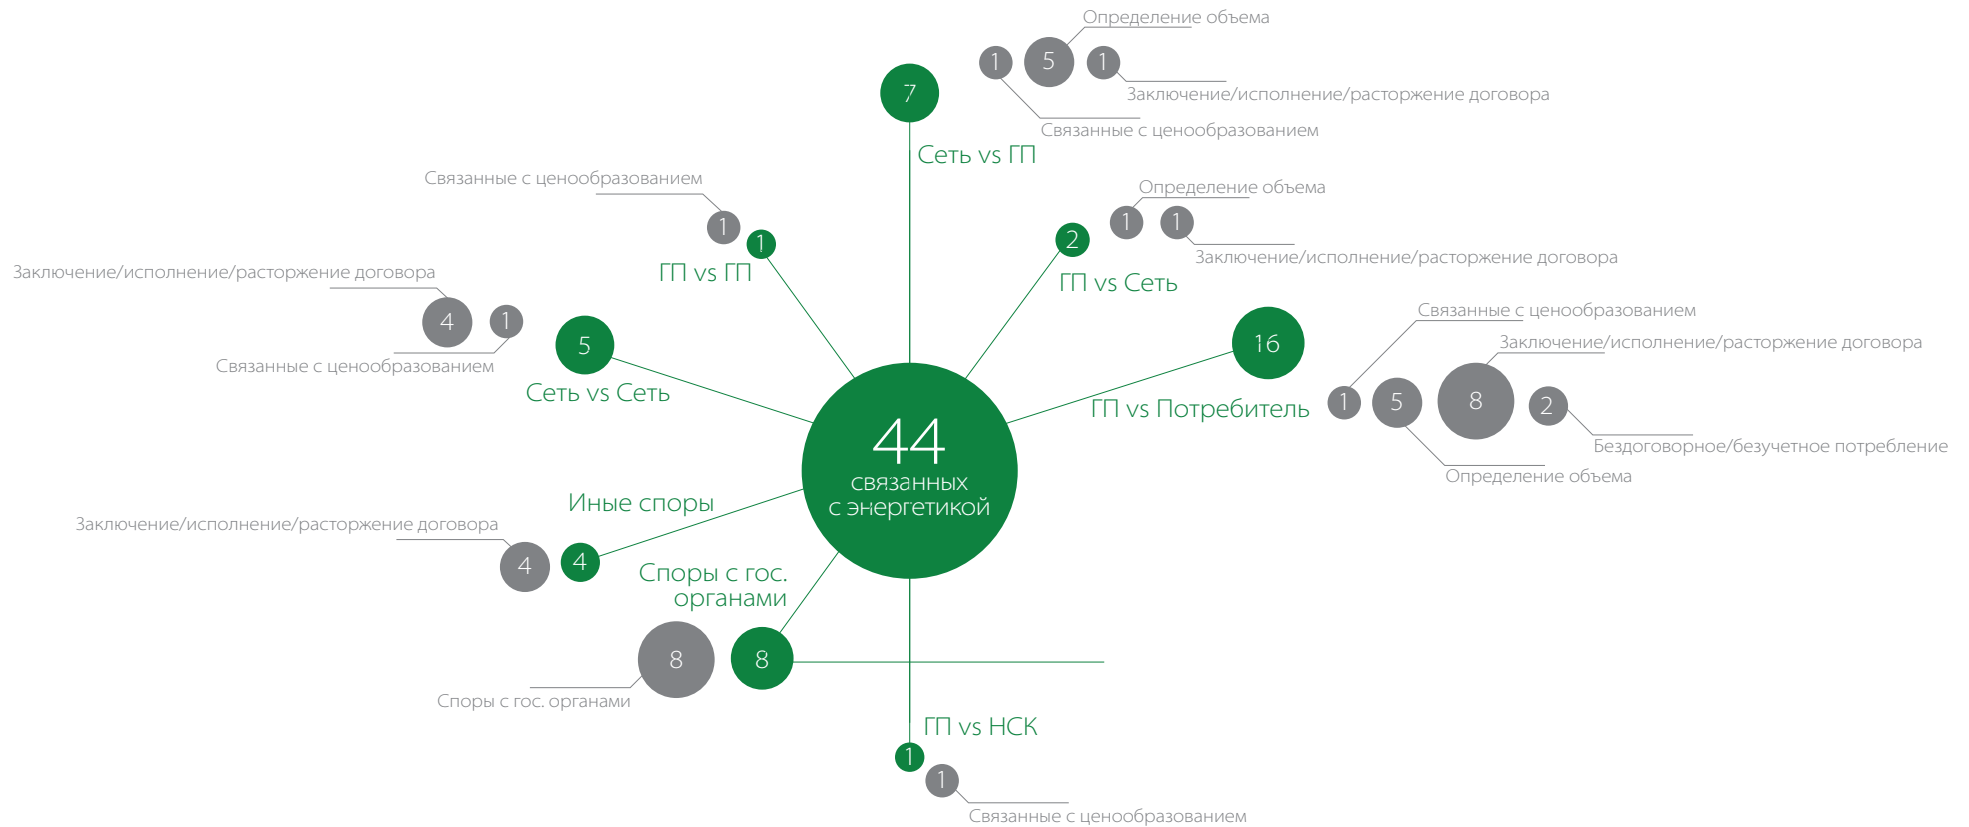 Определение объема
1
5
1
Заключение/исполнение/расторжение договора
Связанные с ценообразованием
7
Сеть vs ГП
Связанные с ценообразованием
1
1
ГП vs ГП
Определение объема
1
1
2
Заключение/исполнение/расторжение договора
ГП vs Сеть
Заключение/исполнение/расторжение договора
4
1
Связанные с ценообразованием
5
Сеть vs Сеть
16
ГП vs Потребитель
Связанные с ценообразованием
Заключение/исполнение/расторжение договора
1
5
8
2
Бездоговорное/безучетное потребление
Определение объема
44
связанных
с энергетикой
Иные споры
Заключение/исполнение/расторжение договора
4
4
Споры с гос.
органами
8
8
Споры с гос. органами
ГП vs НСК
1
1
Связанные с ценообразованием